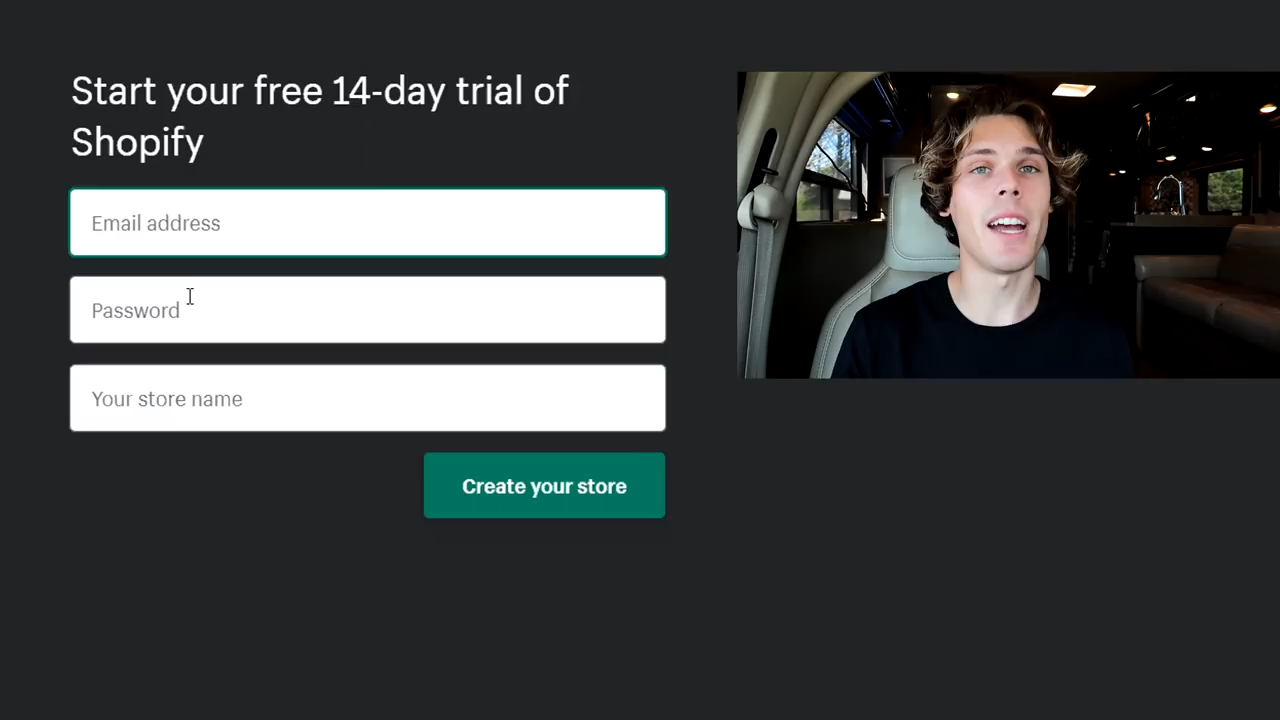 Start your free 14-day trial of
Shopify
Email address
Password
Your store name
Create your store